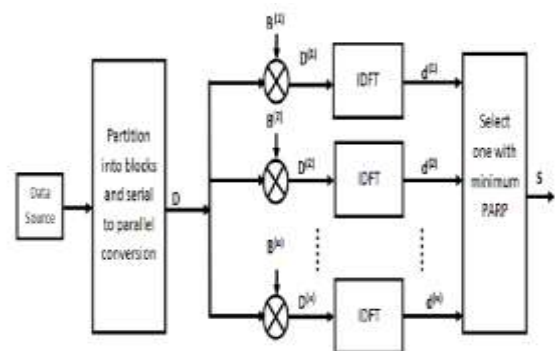 B(1)
D(1)
IDFT
d(1)
Partition
into blocks
and serial
to parallel
conversion
Data
Source
D
B(2)
D(2)
IDFT
d(2)
Select
one with
minimum
PARP
S
B(u)
D(u)
IDFT
d(u)